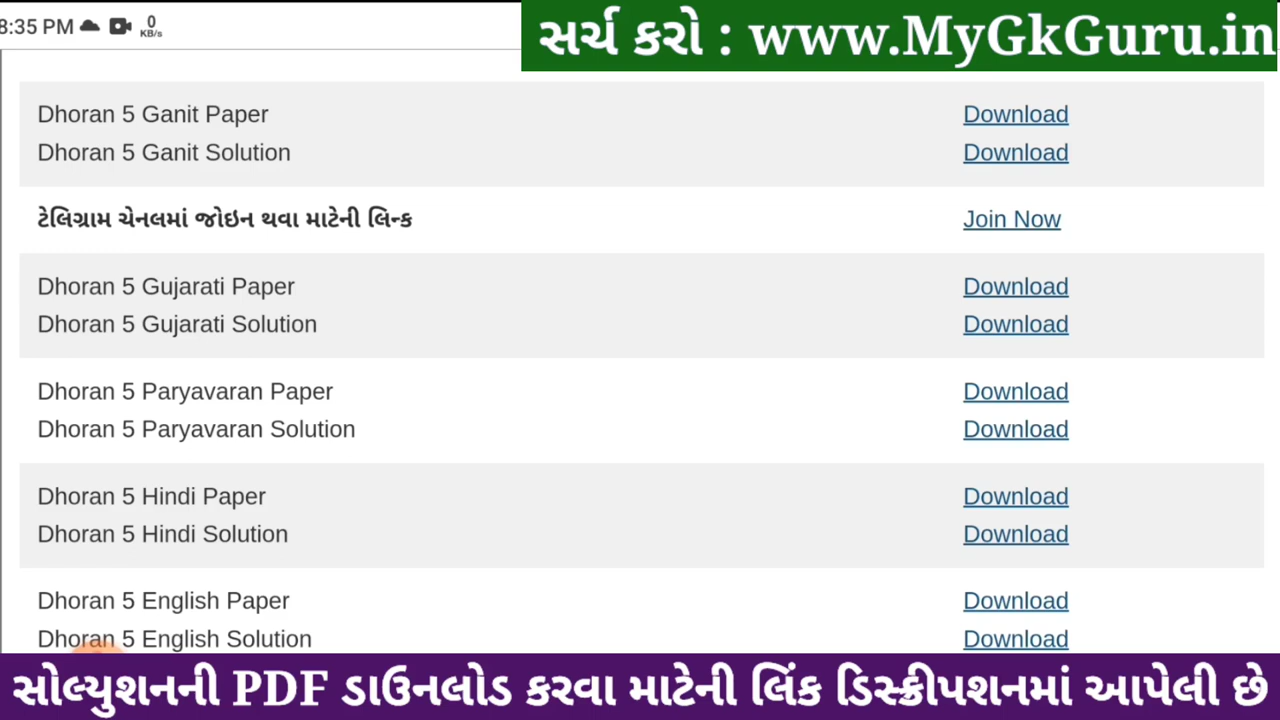 8:35 PM 0 KB/s
સર્ચ કરો : www.MyGkGuru.in
Dhoran 5 Ganit Paper Download
Dhoran 5 Ganit Solution Download
ટેલિગ્રામ ચેનલમાં જોઇન થવા માટેની લિન્ક Join Now
Dhoran 5 Gujarati Paper Download
Dhoran 5 Gujarati Solution Download
Dhoran 5 Paryavaran Paper Download
Dhoran 5 Paryavaran Solution Download
Dhoran 5 Hindi Paper Download
Dhoran 5 Hindi Solution Download
Dhoran 5 English Paper Download
Dhoran 5 English Solution Download
સોલ્યુશનની PDF ડાઉનલોડ કરવા માટેની લિંક ડિસ્ક્રીપશનમાં આપેલી છે